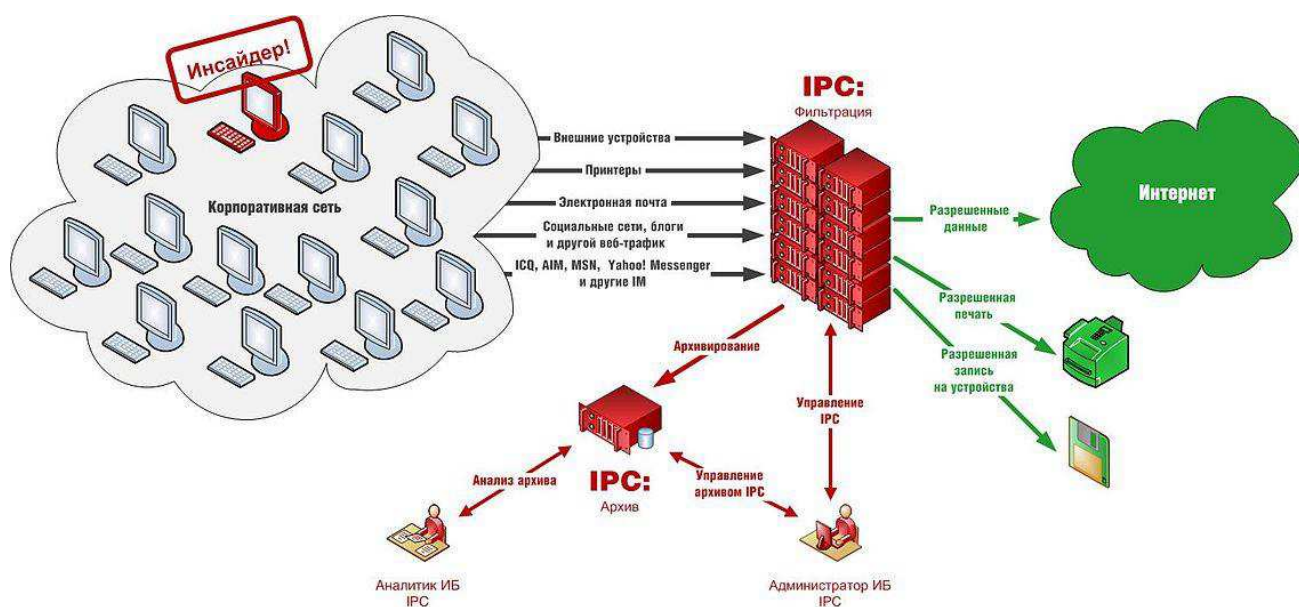 Инсайдер!
Корпоративная сеть
Внешние устройства
Принтеры
Электронная почта
Социальные сети, блоги
и другой веб-трафик
ICQ, AIM, MSN, Yahoo! Messenger
и другие IM
IPC:
Фильтрация
Разрешенные
данные
Интернет
Разрешенная
печать
Разрешенная
запись
на устройства
Архивирование
Управление
IPC
IPC:
Архив
Анализ архива
Управление
архивом IPC
Аналитик ИБ
IPC
Администратор ИБ
IPC